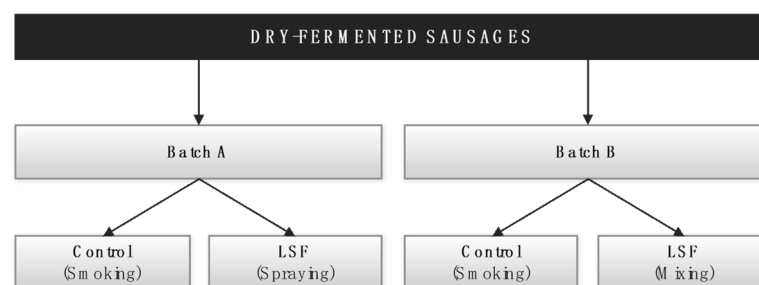 DRY-FERMENTED SAUSAGES
Batch A
Batch B
Control
(Smoking)
LSF
(Spraying)
Control
(Smoking)
LSF
(Mixing)